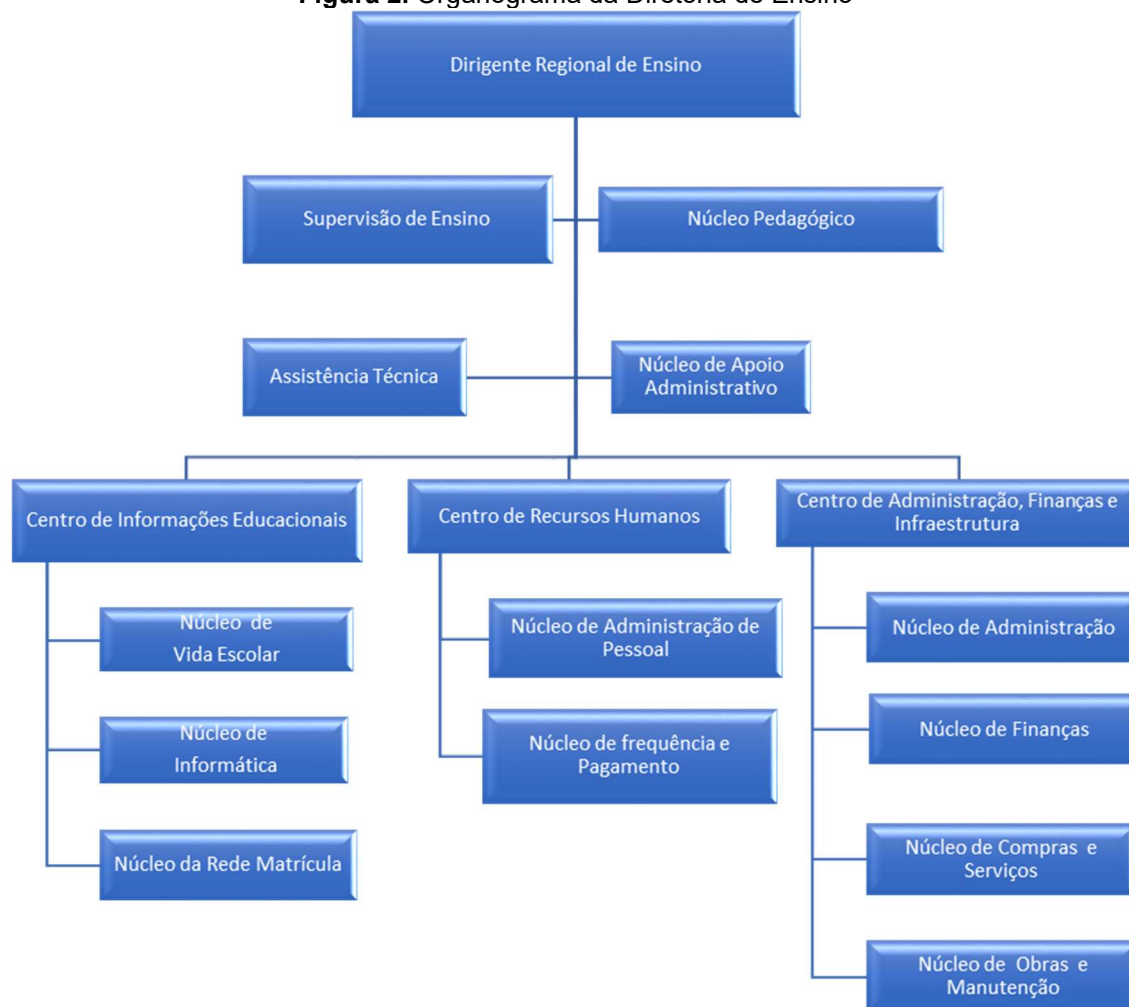 Figura 2. Organograma da Diretoria de Ensino
Dirigente Regional de Ensino
Supervisão de Ensino
Núcleo Pedagógico
Assistência Técnica
Núcleo de Apoio
Administrativo
Centro de Informações Educacionais
Centro de Recursos Humanos
Centro de Administração, Finanças e
Infraestrutura
Núcleo de
Vida Escolar
Núcleo de
Informática
Núcleo da Rede Matrícula
Núcleo de Administração de
Pessoal
Núcleo de frequência e
Pagamento
Núcleo de Administração
Núcleo de Finanças
Núcleo de Compras e
Serviços
Núcleo de Obras e
Manutenção